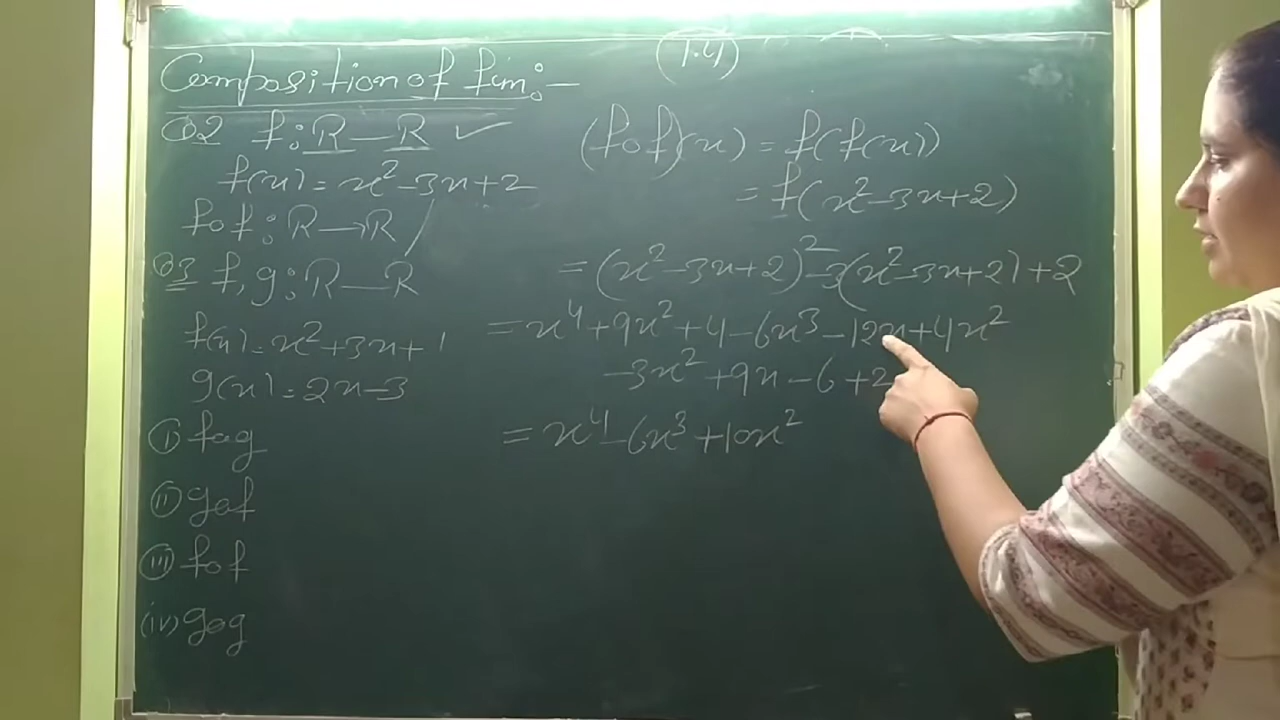 Composition of fun:-
1.4
Q2 f: R—R ✓
f(x) = x²-3x+2
fof: R→R
Q3 f, g: R—R
f(x) = x²+3x+1
g(x) = 2x-3
(i) fog
(ii) gof
(iii) fof
(iv) gog
(fof)(x) = f(f(x))
= f(x²-3x+2)
= (x²-3x+2)²-3(x²-3x+2)+2
= x⁴+9x²+4-6x³-12x+4x²
-3x²+9x-6+2
= x⁴-6x³+10x²